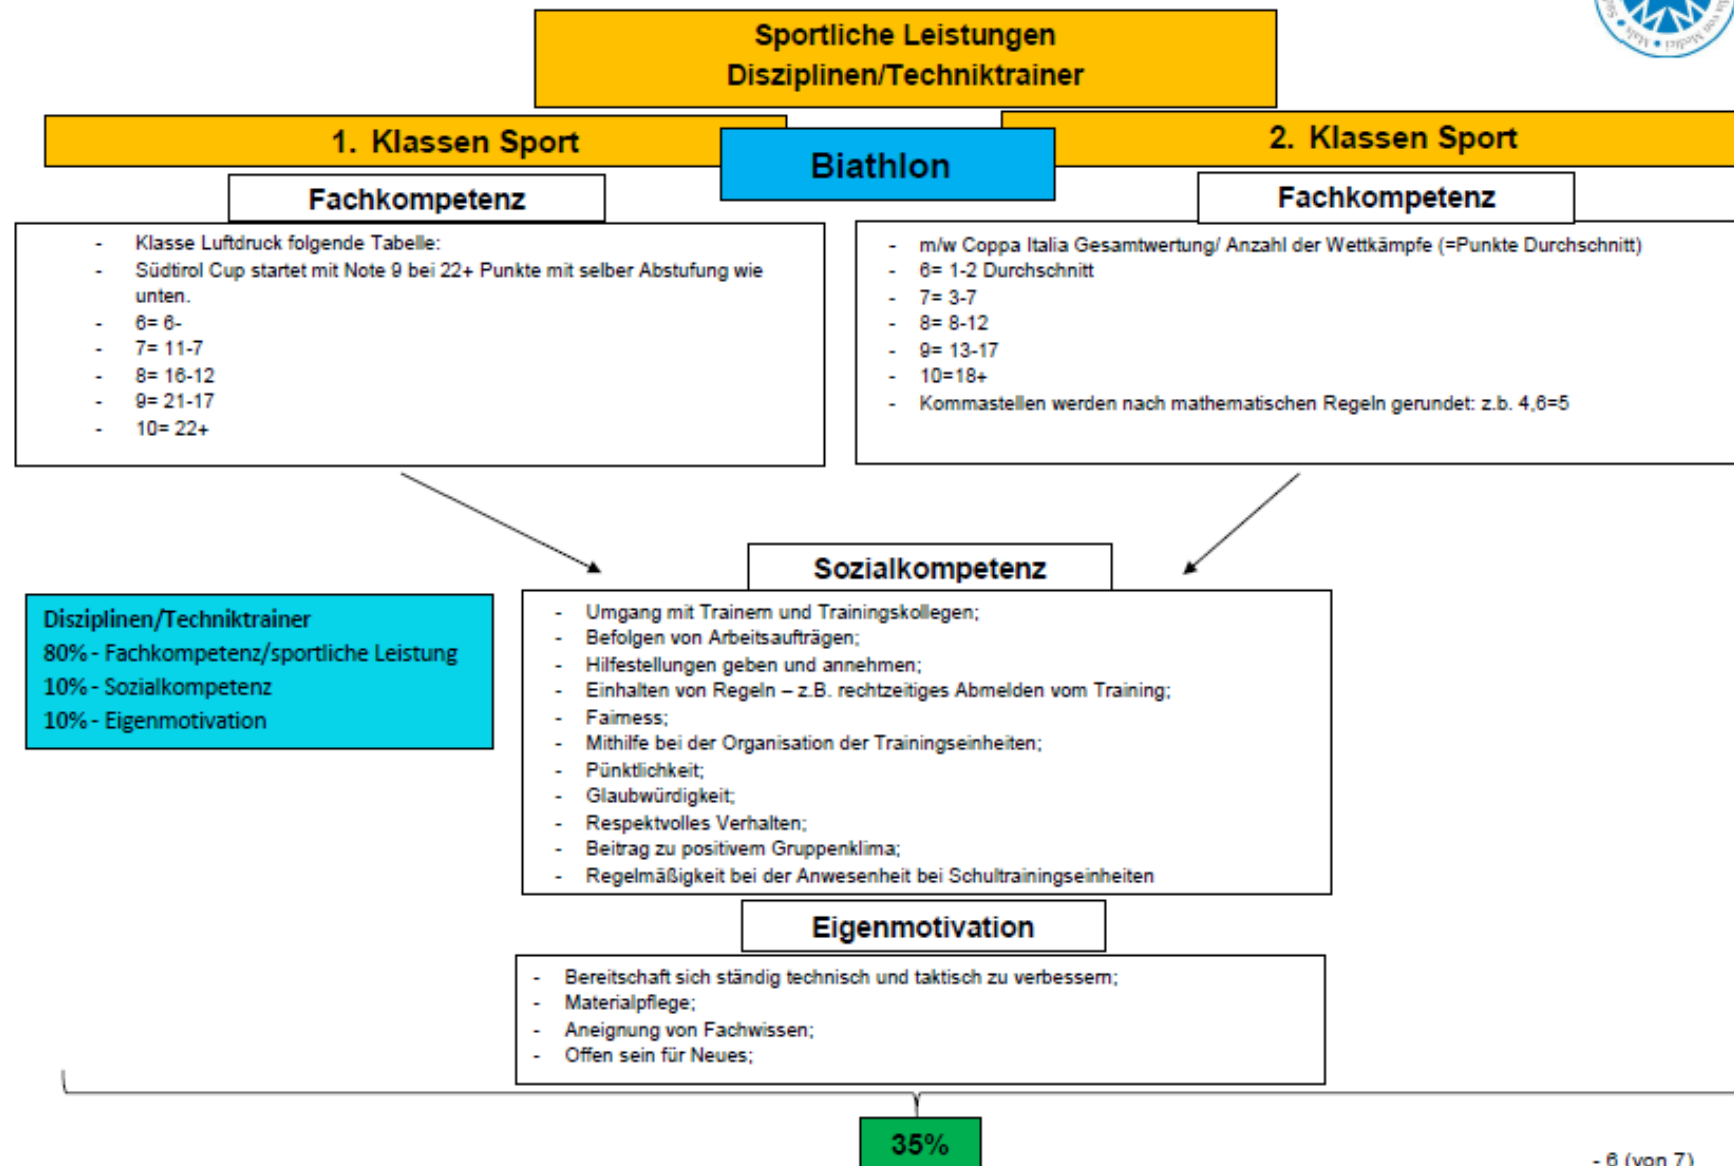 Sportliche Leistungen
Disziplinen/Techniktrainer
1. Klassen Sport
Biathlon
2. Klassen Sport
Fachkompetenz
- Klasse Luftdruck folgende Tabelle:
- Südtirol Cup startet mit Note 9 bei 22+ Punkte mit selber Abstufung wie
unten.
- 6= 6-
- 7= 11-7
- 8= 16-12
- 9= 21-17
- 10= 22+
Fachkompetenz
- m/w Coppa Italia Gesamtwertung/ Anzahl der Wettkämpfe (=Punkte Durchschnitt)
- 6= 1-2 Durchschnitt
- 7= 3-7
- 8= 8-12
- 9= 13-17
- 10=18+
- Kommastellen werden nach mathematischen Regeln gerundet: z.b. 4,6=5
Disziplinen/Techniktrainer
80% - Fachkompetenz/sportliche Leistung
10% - Sozialkompetenz
10% - Eigenmotivation
Sozialkompetenz
- Umgang mit Trainern und Trainingskollegen;
- Befolgen von Arbeitsaufträgen;
- Hilfestellungen geben und annehmen;
- Einhalten von Regeln – z.B. rechtzeitiges Abmelden vom Training;
- Fairness;
- Mithilfe bei der Organisation der Trainingseinheiten;
- Pünktlichkeit;
- Glaubwürdigkeit;
- Respektvolles Verhalten;
- Beitrag zu positivem Gruppenklima;
- Regelmäßigkeit bei der Anwesenheit bei Schultrainingseinheiten
Eigenmotivation
- Bereitschaft sich ständig technisch und taktisch zu verbessern;
- Materialpflege;
- Aneignung von Fachwissen;
- Offen sein für Neues;
35%
- 6 (von 7)